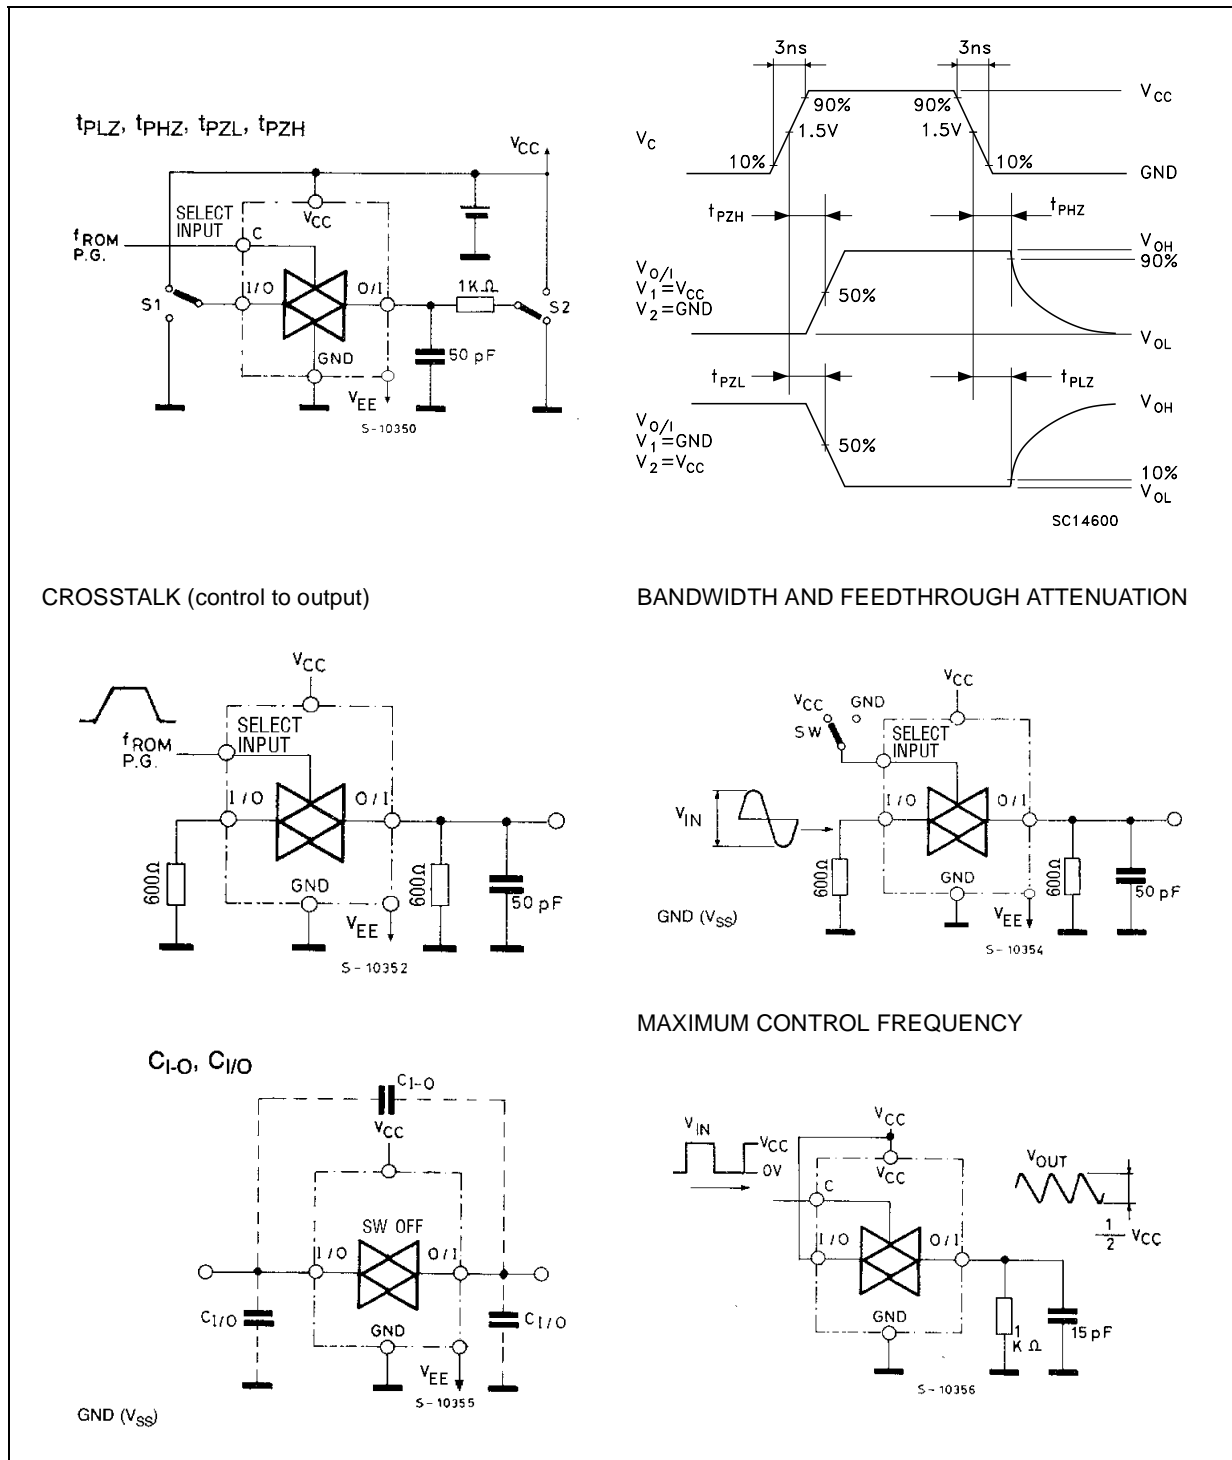 tPLZ, tPHZ, tPZL, tPZH
VCC
SELECT
INPUT
VCC
C
fROM
P.G.
I/O
O/I
1KΩ
S1
S2
GND
50 pF
VEE
S-10350
3ns
3ns
VCC
90%
90%
VC
1.5V
1.5V
10%
10%
GND
tPZH
tPHZ
VOH
90%
VO/I
V1=VCC
V2=GND
50%
VOL
tPZL
tPLZ
VOH
VO/I
V1=GND
V2=VCC
50%
10%
VOL
SC14600
CROSSTALK (control to output)
VCC
SELECT
INPUT
fROM
P.G.
I/O
O/I
600Ω
GND
600Ω
50 pF
VEE
S-10352
BANDWIDTH AND FEEDTHROUGH ATTENUATION
VCC
VCC
GND
SW
SELECT
INPUT
I/O
O/I
VIN
600Ω
GND
600Ω
50 pF
GND (VSS)
VEE
S-10354
CI-O, CI/O
CI-O
VCC
SW OFF
I/O
O/I
CI/O
GND
CI/O
VEE
S-10355
GND (VSS)
MAXIMUM CONTROL FREQUENCY
VCC
VIN
VCC
0V
VCC
C
VOUT
1/2 VCC
I/O
O/I
GND
1
KΩ
15pF
S-10356